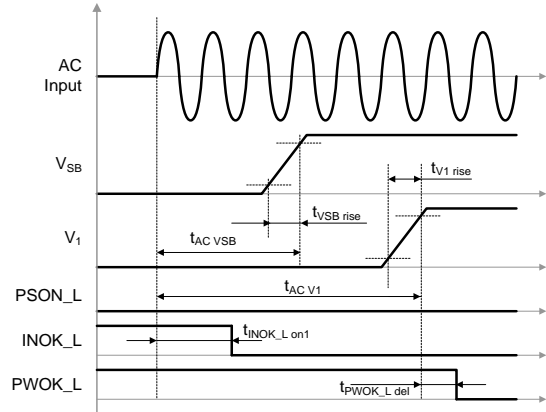 AC
Input
VSB
tV1 rise
tVSB rise
V1
tAC VSB
PSON_L
tAC V1
INOK_L
tINOK_L on1
PWOK_L
tPWOK_L del